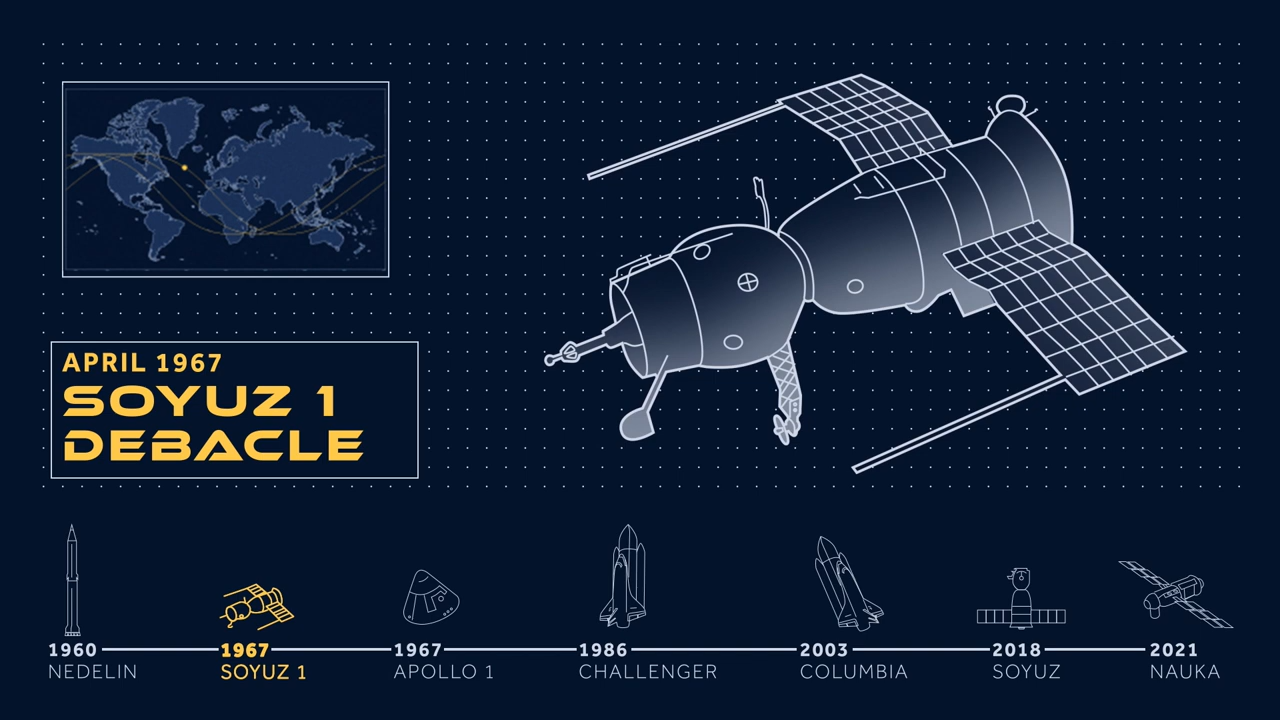 APRIL 1967
SOYUZ 1
DEBACLE
1960
NEDELIN
1967
SOYUZ 1
1967
APOLLO 1
1986
CHALLENGER
2003
COLUMBIA
2018
SOYUZ
2021
NAUKA